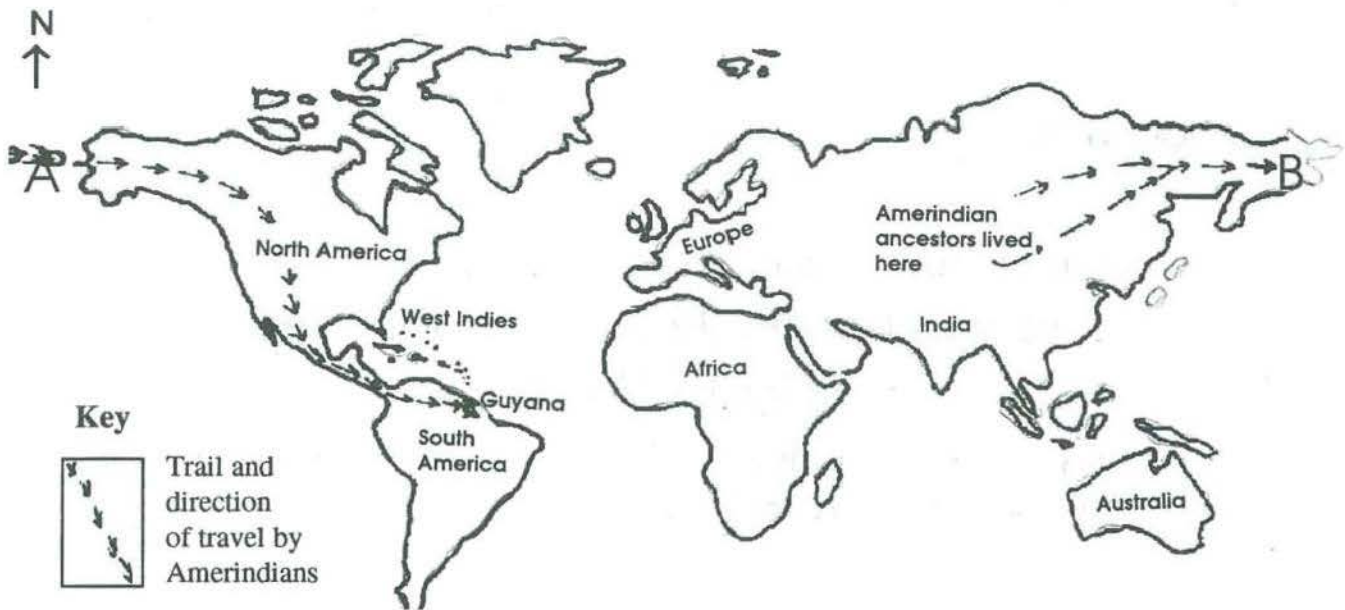 N
A
B
North America
Europe
Amerindian
ancestors lived
here
West Indies
India
Africa
Guyana
South
America
Australia
Key
Trail and
direction
of travel by
Amerindians